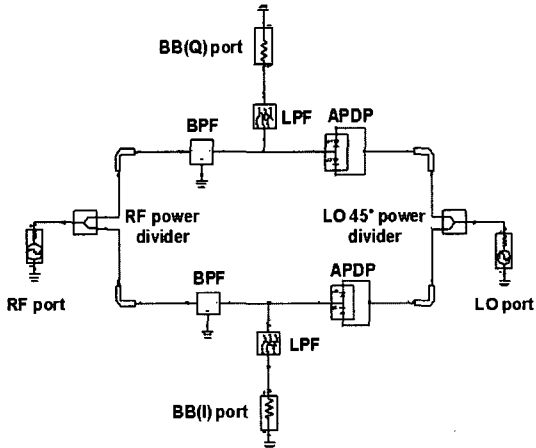 BB(Q) port
LPF
BPF
APDP
RF power
divider
LO 45° power
divider
RF port
LO port
BPF
APDP
LPF
BB(I) port